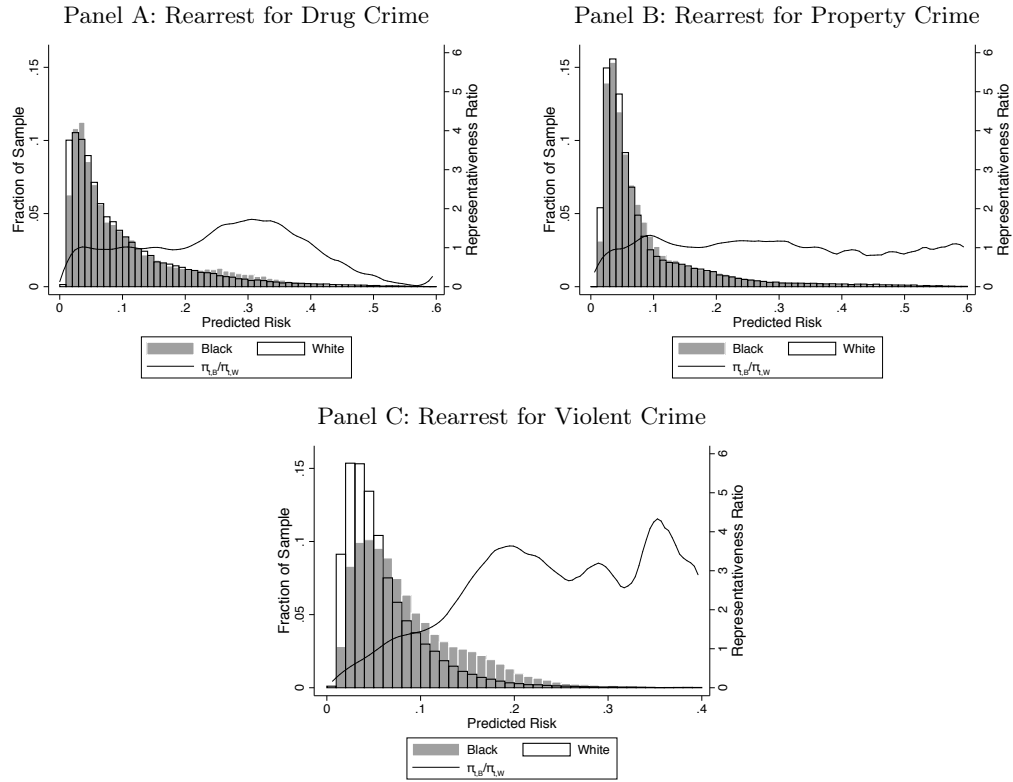 Panel A: Rearrest for Drug Crime
Fraction of Sample
0 .05 .1 .15
Representativeness Ratio
0 1 2 3 4 5 6
0 .1 .2 .3 .4 .5 .6
Predicted Risk
Black White
π_{t,B}/π_{t,W}
Panel B: Rearrest for Property Crime
Fraction of Sample
0 .05 .1 .15
Representativeness Ratio
0 1 2 3 4 5 6
0 .1 .2 .3 .4 .5 .6
Predicted Risk
Black White
π_{t,B}/π_{t,W}
Panel C: Rearrest for Violent Crime
Fraction of Sample
0 .05 .1 .15
Representativeness Ratio
0 1 2 3 4 5 6
0 .1 .2 .3 .4
Predicted Risk
Black White
π_{t,B}/π_{t,W}